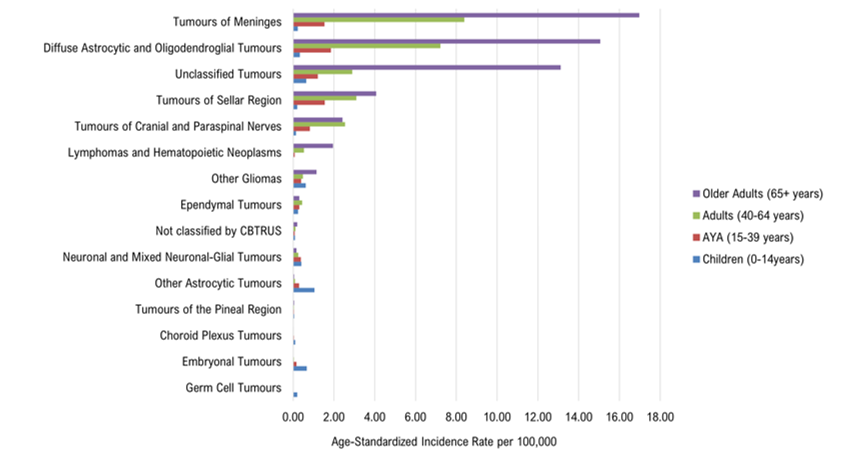 Tumours of Meninges
Diffuse Astrocytic and Oligodendroglial Tumours
Unclassified Tumours
Tumours of Sellar Region
Tumours of Cranial and Paraspinal Nerves
Lymphomas and Hematopoietic Neoplasms
Other Gliomas
Ependymal Tumours
Not classified by CBTRUS
Neuronal and Mixed Neuronal-Glial Tumours
Other Astrocytic Tumours
Tumours of the Pineal Region
Choroid Plexus Tumours
Embryonal Tumours
Germ Cell Tumours
0.00 2.00 4.00 6.00 8.00 10.00 12.00 14.00 16.00 18.00
Age-Standardized Incidence Rate per 100,000
Older Adults (65+ years)
Adults (40-64 years)
AYA (15-39 years)
Children (0-14years)